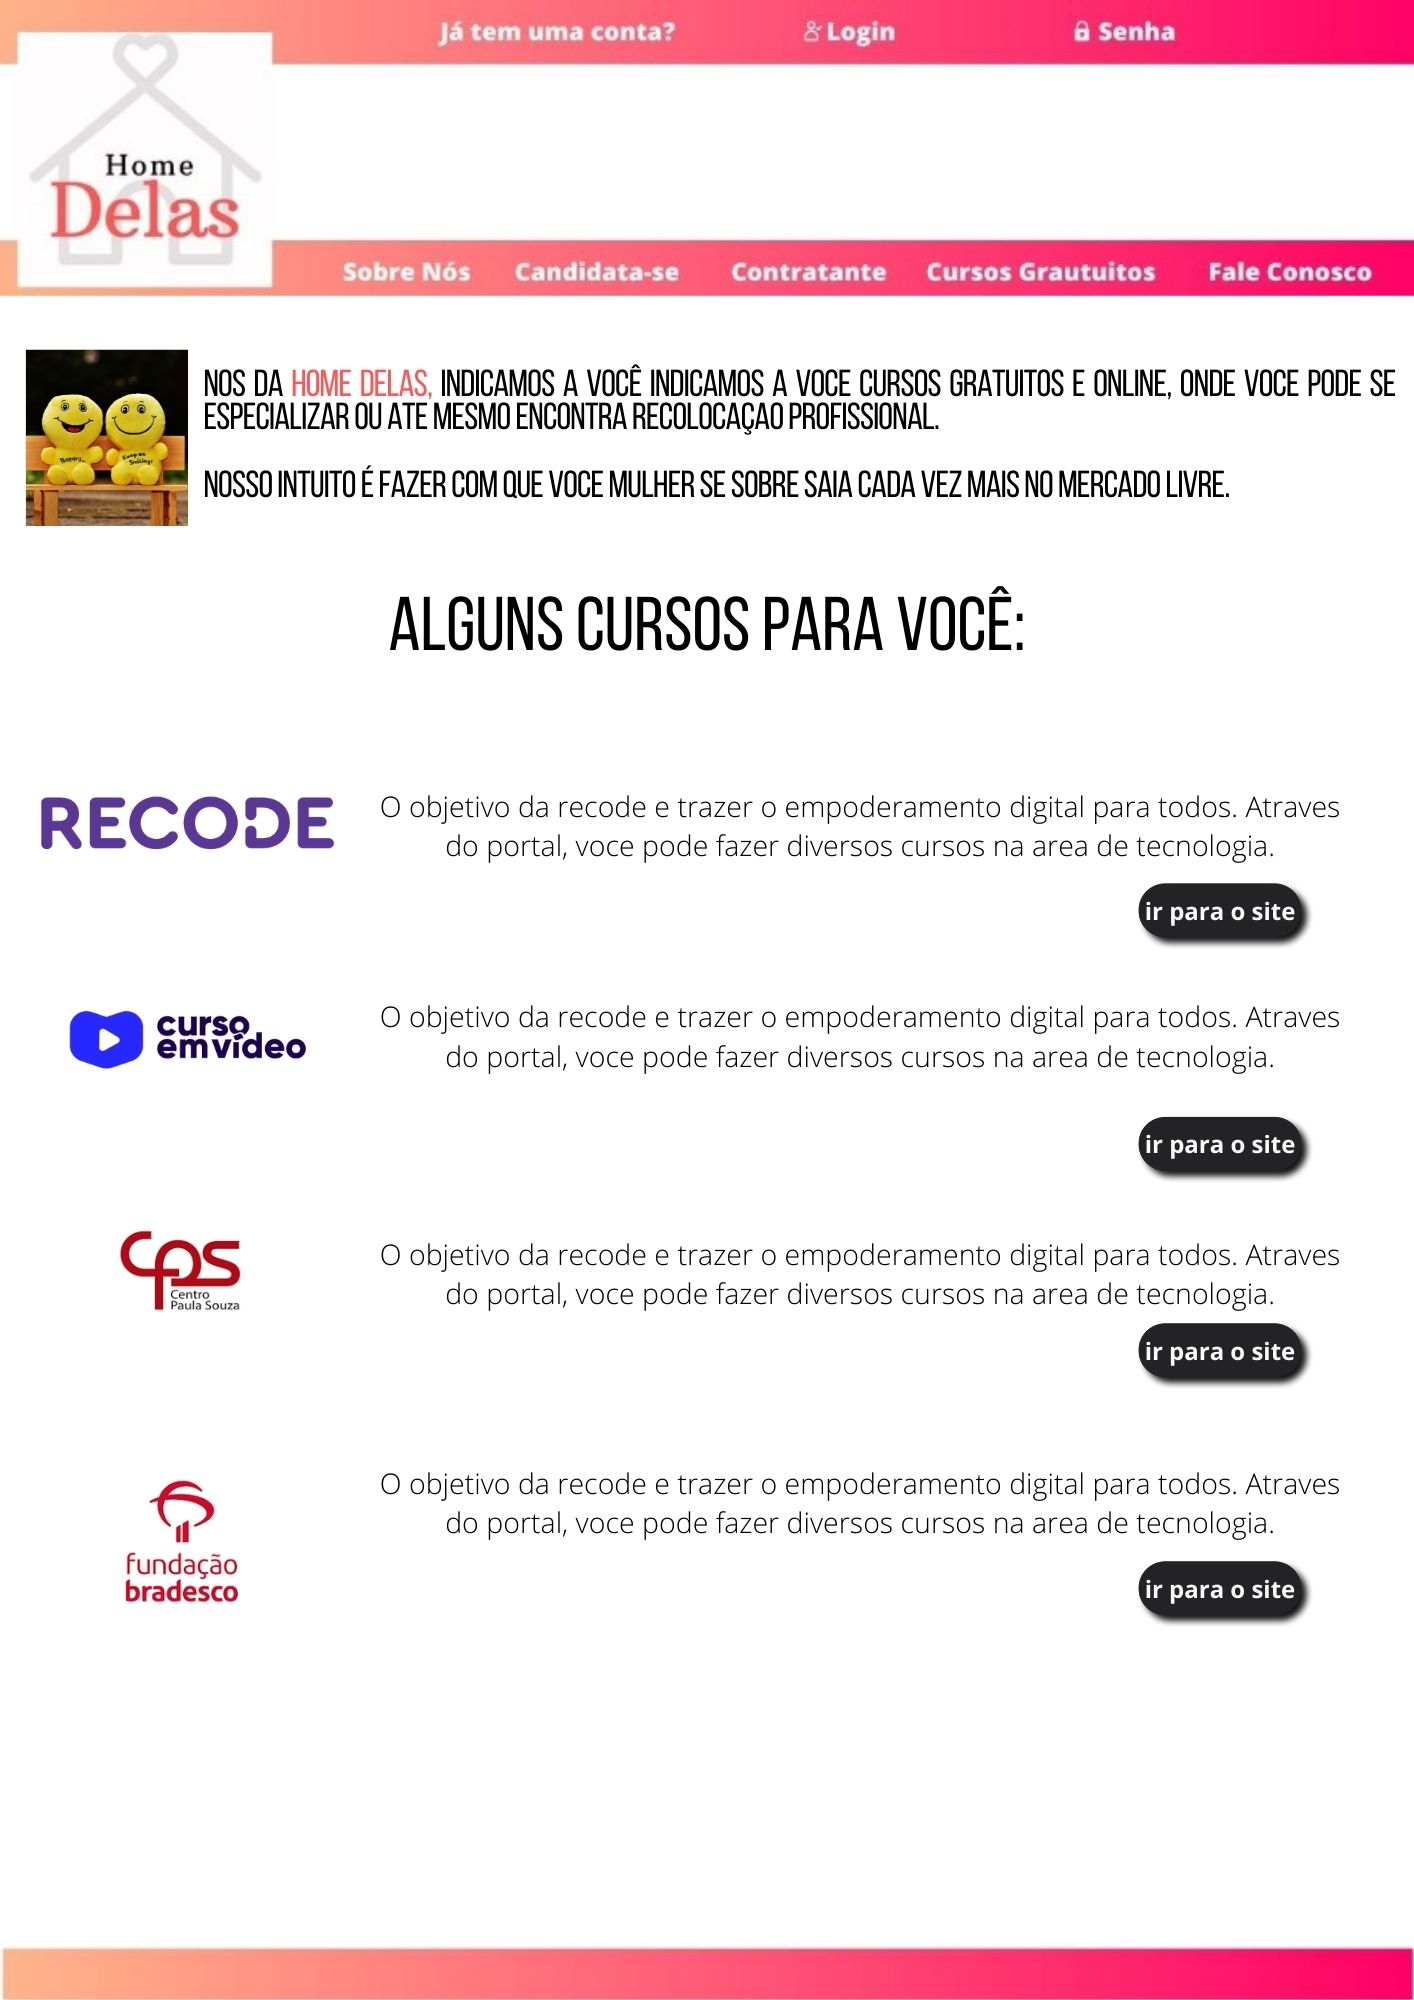 Já tem uma conta?
Login
Senha
Home
Delas
Sobre Nós
Candidata-se
Contratante
Cursos Grautuitos
Fale Conosco
Happy..
Keep on
Smiling!
NOS DA HOME DELAS, INDICAMOS A VOCÊ INDICAMOS A VOCE CURSOS GRATUITOS E ONLINE, ONDE VOCE PODE SE
ESPECIALIZAR OU ATE MESMO ENCONTRA RECOLOCAÇAO PROFISSIONAL.
NOSSO INTUITO É FAZER COM QUE VOCE MULHER SE SOBRE SAIA CADA VEZ MAIS NO MERCADO LIVRE.
ALGUNS CURSOS PARA VOCÊ:
RECODE
O objetivo da recode e trazer o empoderamento digital para todos. Atraves
do portal, voce pode fazer diversos cursos na area de tecnologia.
ir para o site
curso
emvídeo
O objetivo da recode e trazer o empoderamento digital para todos. Atraves
do portal, voce pode fazer diversos cursos na area de tecnologia.
ir para o site
cps
Centro
Paula Souza
O objetivo da recode e trazer o empoderamento digital para todos. Atraves
do portal, voce pode fazer diversos cursos na area de tecnologia.
ir para o site
fundação
bradesco
O objetivo da recode e trazer o empoderamento digital para todos. Atraves
do portal, voce pode fazer diversos cursos na area de tecnologia.
ir para o site